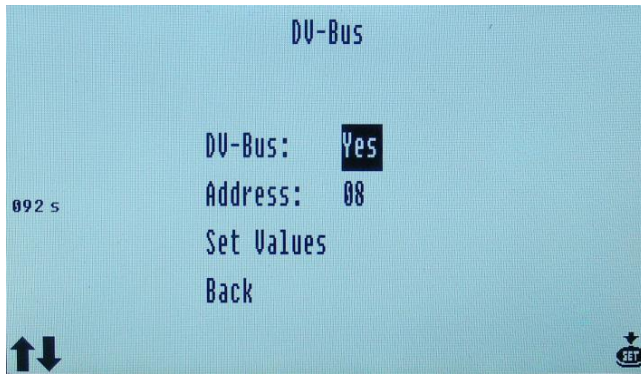 DV-Bus
DV-Bus: Yes
Address: 08
092 s
Set Values
Back
SET